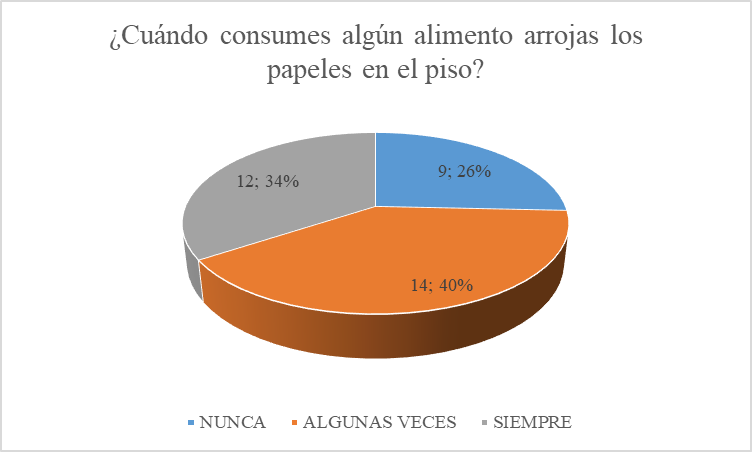 ¿Cuándo consumes algún alimento arrojas los
papeles en el piso?
12; 34%
9; 26%
14; 40%
NUNCA
ALGUNAS VECES
SIEMPRE